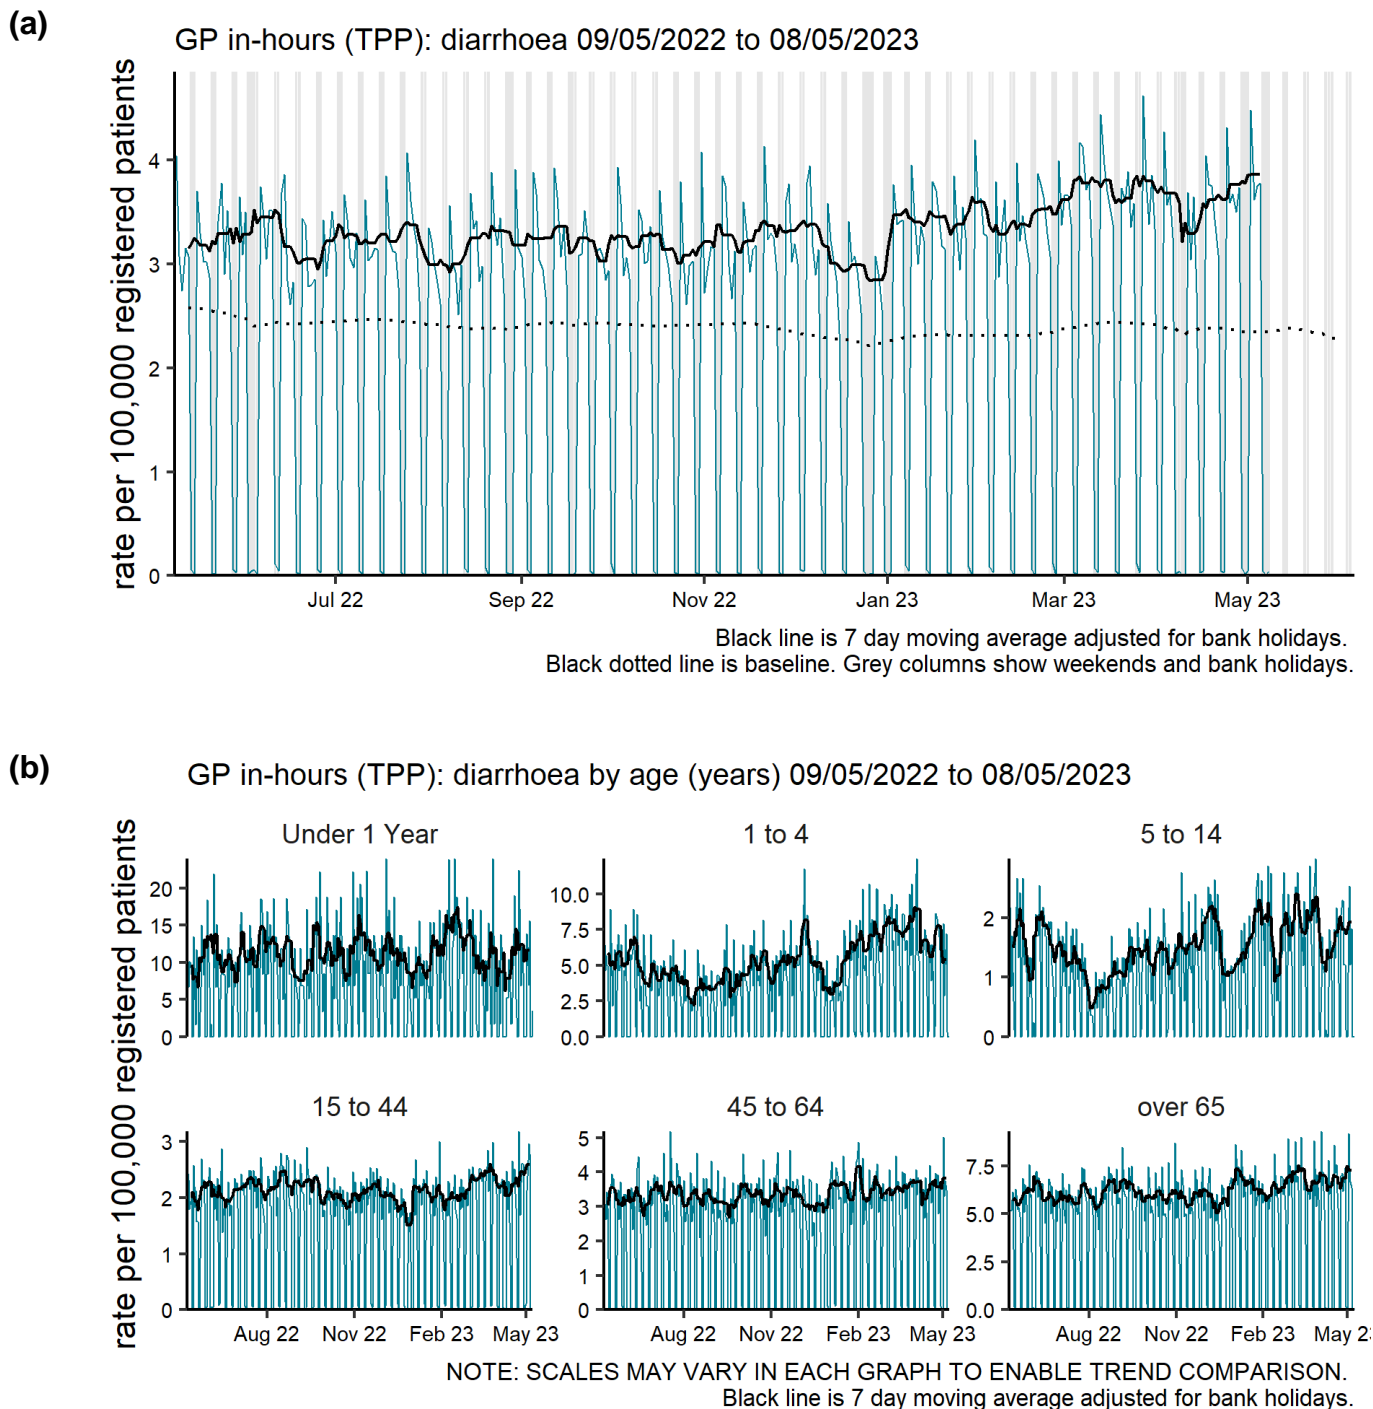 (a)
GP in-hours (TPP): diarrhoea 09/05/2022 to 08/05/2023
rate per 100,000 registered patients
4
3
2
1
0
Jul 22 Sep 22 Nov 22 Jan 23 Mar 23 May 23
Black line is 7 day moving average adjusted for bank holidays.
Black dotted line is baseline. Grey columns show weekends and bank holidays.
(b)
GP in-hours (TPP): diarrhoea by age (years) 09/05/2022 to 08/05/2023
rate per 100,000 registered patients
Under 1 Year
20
15
10
5
0
1 to 4
10.0
7.5
5.0
2.5
0.0
5 to 14
2
1
0
15 to 44
3
2
1
0
Aug 22 Nov 22 Feb 23 May 23
45 to 64
5
4
3
2
1
0
Aug 22 Nov 22 Feb 23 May 23
over 65
7.5
5.0
2.5
0.0
Aug 22 Nov 22 Feb 23 May 2
NOTE: SCALES MAY VARY IN EACH GRAPH TO ENABLE TREND COMPARISON.
Black line is 7 day moving average adjusted for bank holidays.